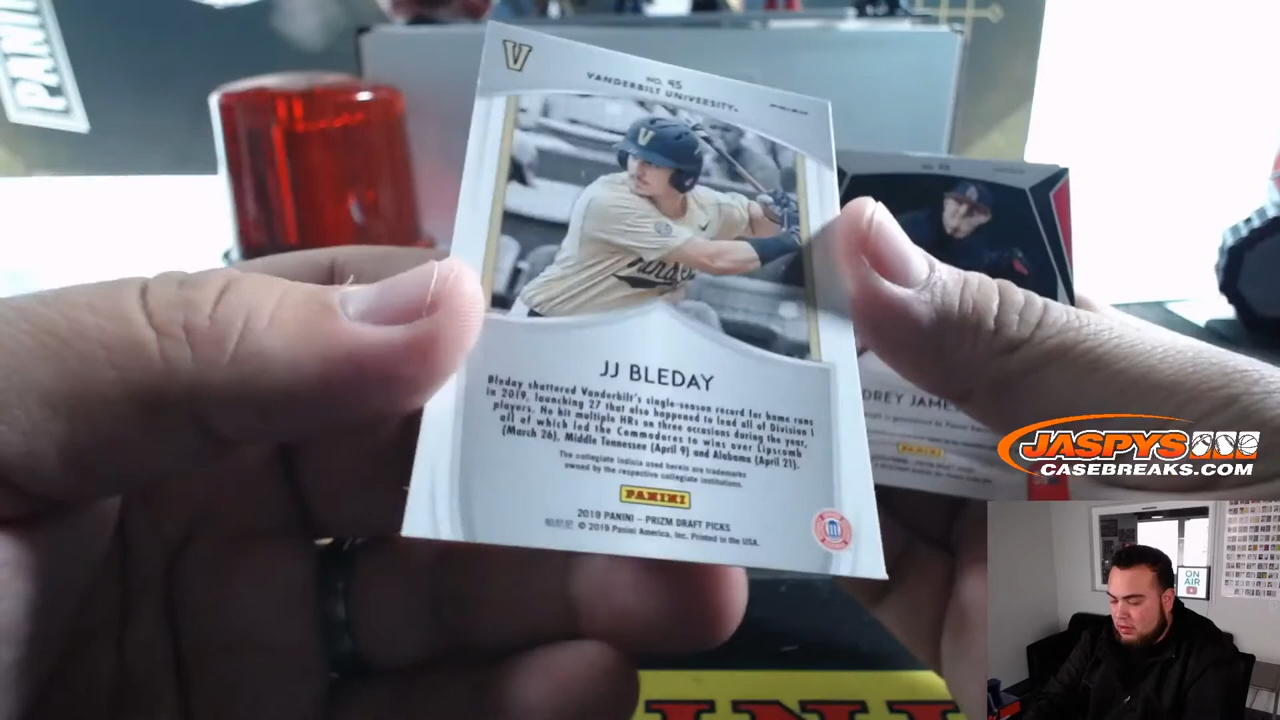 PANINI
V
NO. 45
VANDERBILT UNIVERSITY®
PRIZM
V
JJ BLEDAY
Bleday shattered Vanderbilt's single-season record for home runs
in 2019, launching 27 that also happened to lead all of Division I
players. He hit multiple HRs on three occasions during the year,
all of which led the Commodores to wins over Lipscomb
(March 26), Middle Tennessee (April 9) and Alabama (April 21).
The collegiate indicia used herein are trademarks
owned by the respective collegiate institutions.
PANINI
2019 PANINI – PRIZM DRAFT PICKS
© 2019 Panini America, Inc. Printed in the USA.
DREY JAME
PANINI
JASPYS
CASEBREAKS.COM
ON
AIR